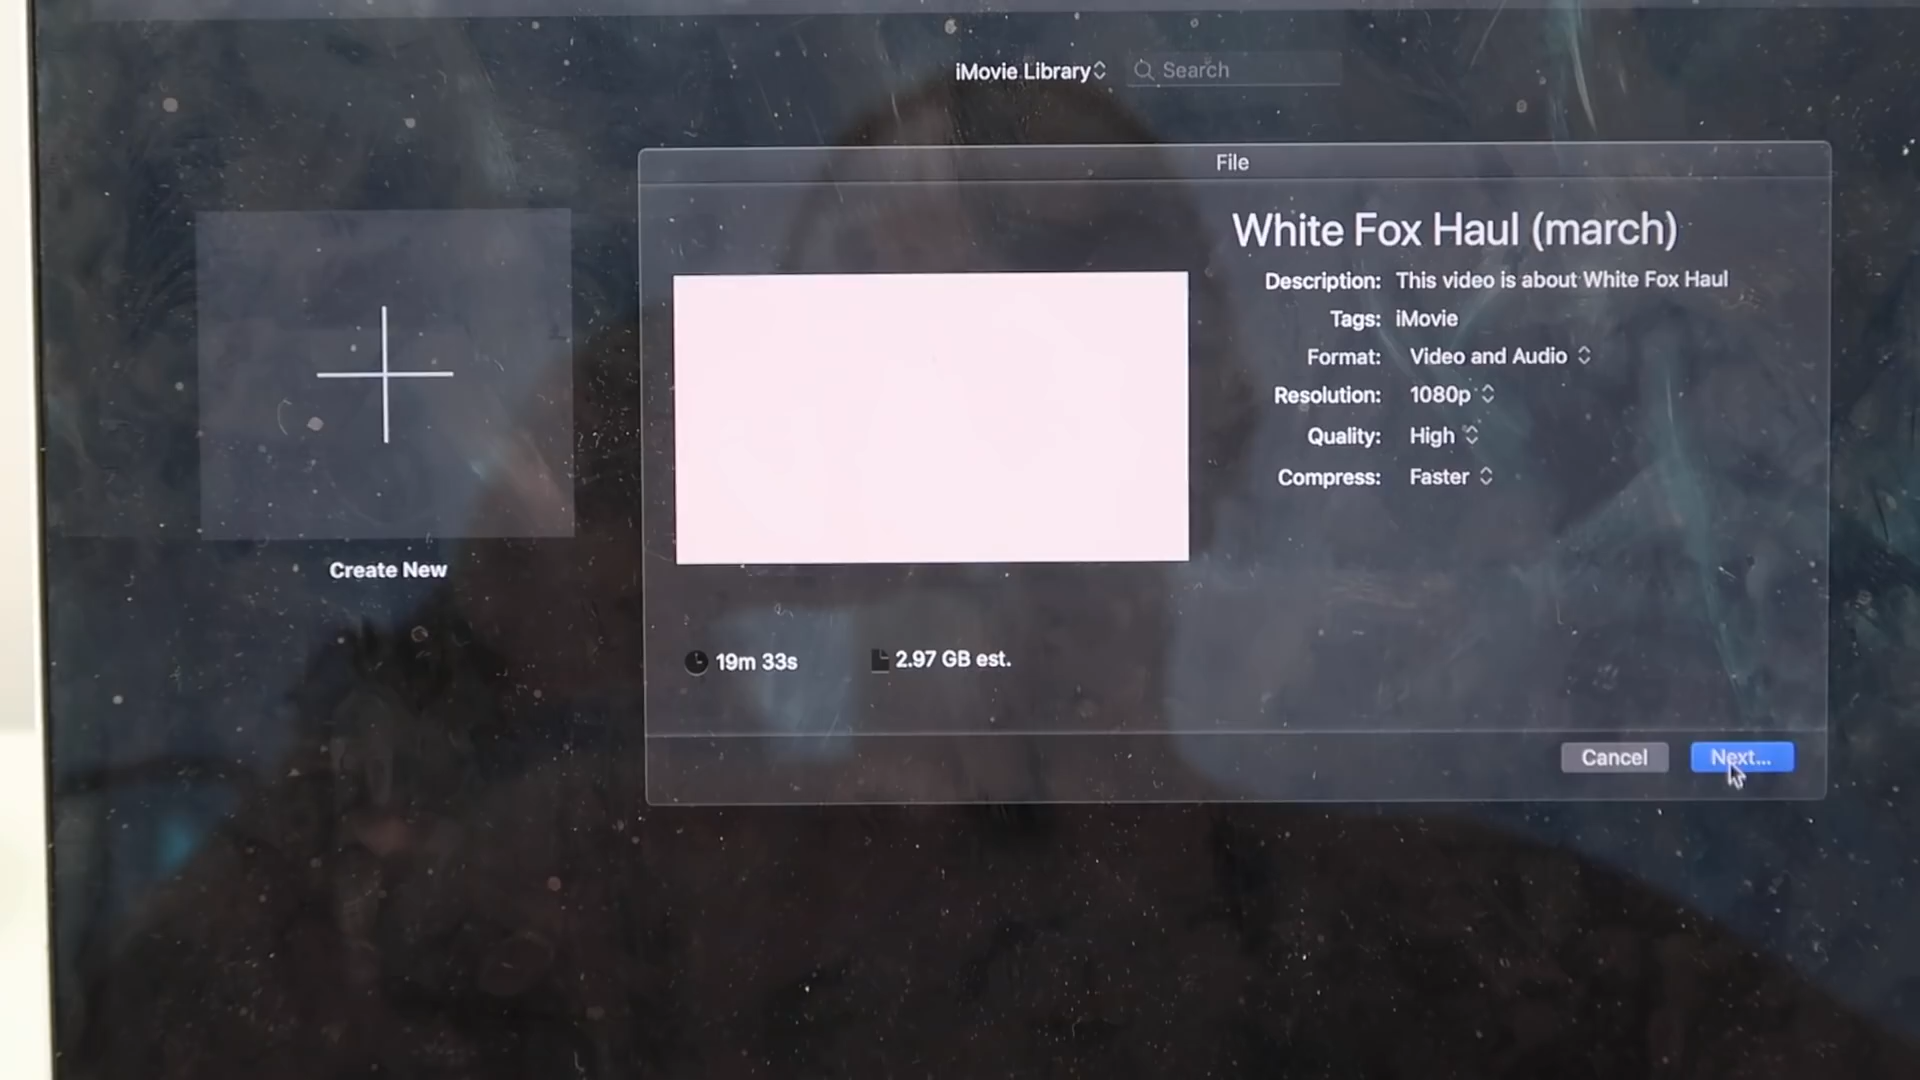 iMovie Library
Search
File
White Fox Haul (march)
Description: This video is about White Fox Haul
Tags: iMovie
Format: Video and Audio
Resolution: 1080p
Quality: High
Compress: Faster
Create New
19m 33s
2.97 GB est.
Cancel
Next...